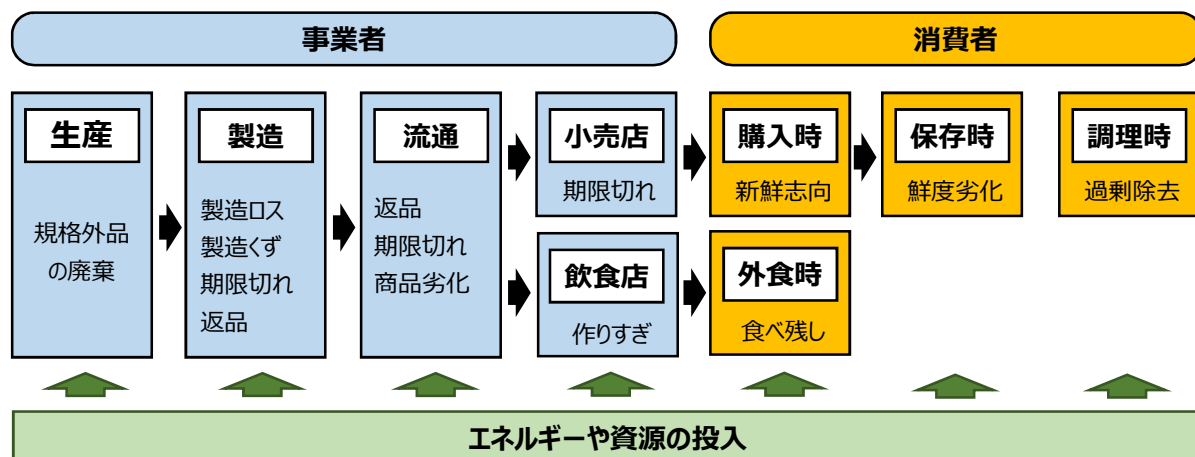 事業者
消費者
生産
規格外品
の廃棄
製造
製造ロス
製造くず
期限切れ
返品
流通
返品
期限切れ
商品劣化
小売店
期限切れ
飲食店
作りすぎ
購入時
新鮮志向
外食時
食べ残し
保存時
鮮度劣化
調理時
過剰除去
エネルギーや資源の投入